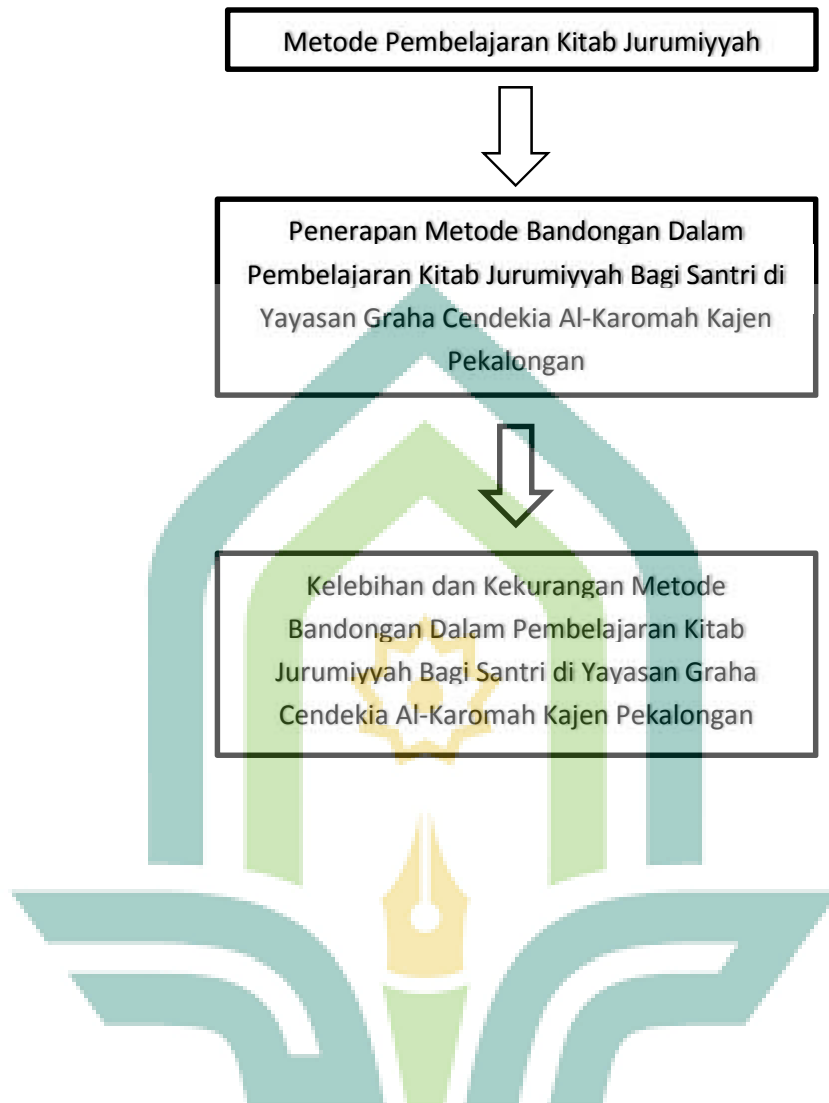 Metode Pembelajaran Kitab Jurumiyyah
Penerapan Metode Bandongan Dalam
Pembelajaran Kitab Jurumiyyah Bagi Santri di
Yayasan Graha Cendekia Al-Karomah Kajen
Pekalongan
Kelebihan dan Kekurangan Metode
Bandongan Dalam Pembelajaran Kitab
Jurumiyyah Bagi Santri di Yayasan Graha
Cendekia Al-Karomah Kajen Pekalongan